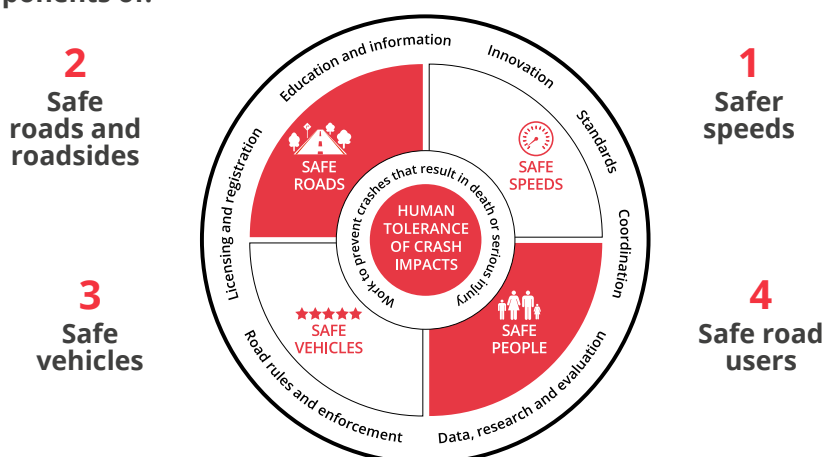 ponents of:
2
Safe
roads and
roadsides
1
Safer
speeds
3
Safe
vehicles
4
Safe road
users
Education and information
Innovation
Standards
Coordination
Data, research and evaluation
Road rules and enforcement
Licensing and registration
SAFE
ROADS
SAFE
SPEEDS
SAFE
VEHICLES
SAFE
PEOPLE
Work to prevent crashes that result in death or serious injury
HUMAN
TOLERANCE
OF CRASH
IMPACTS